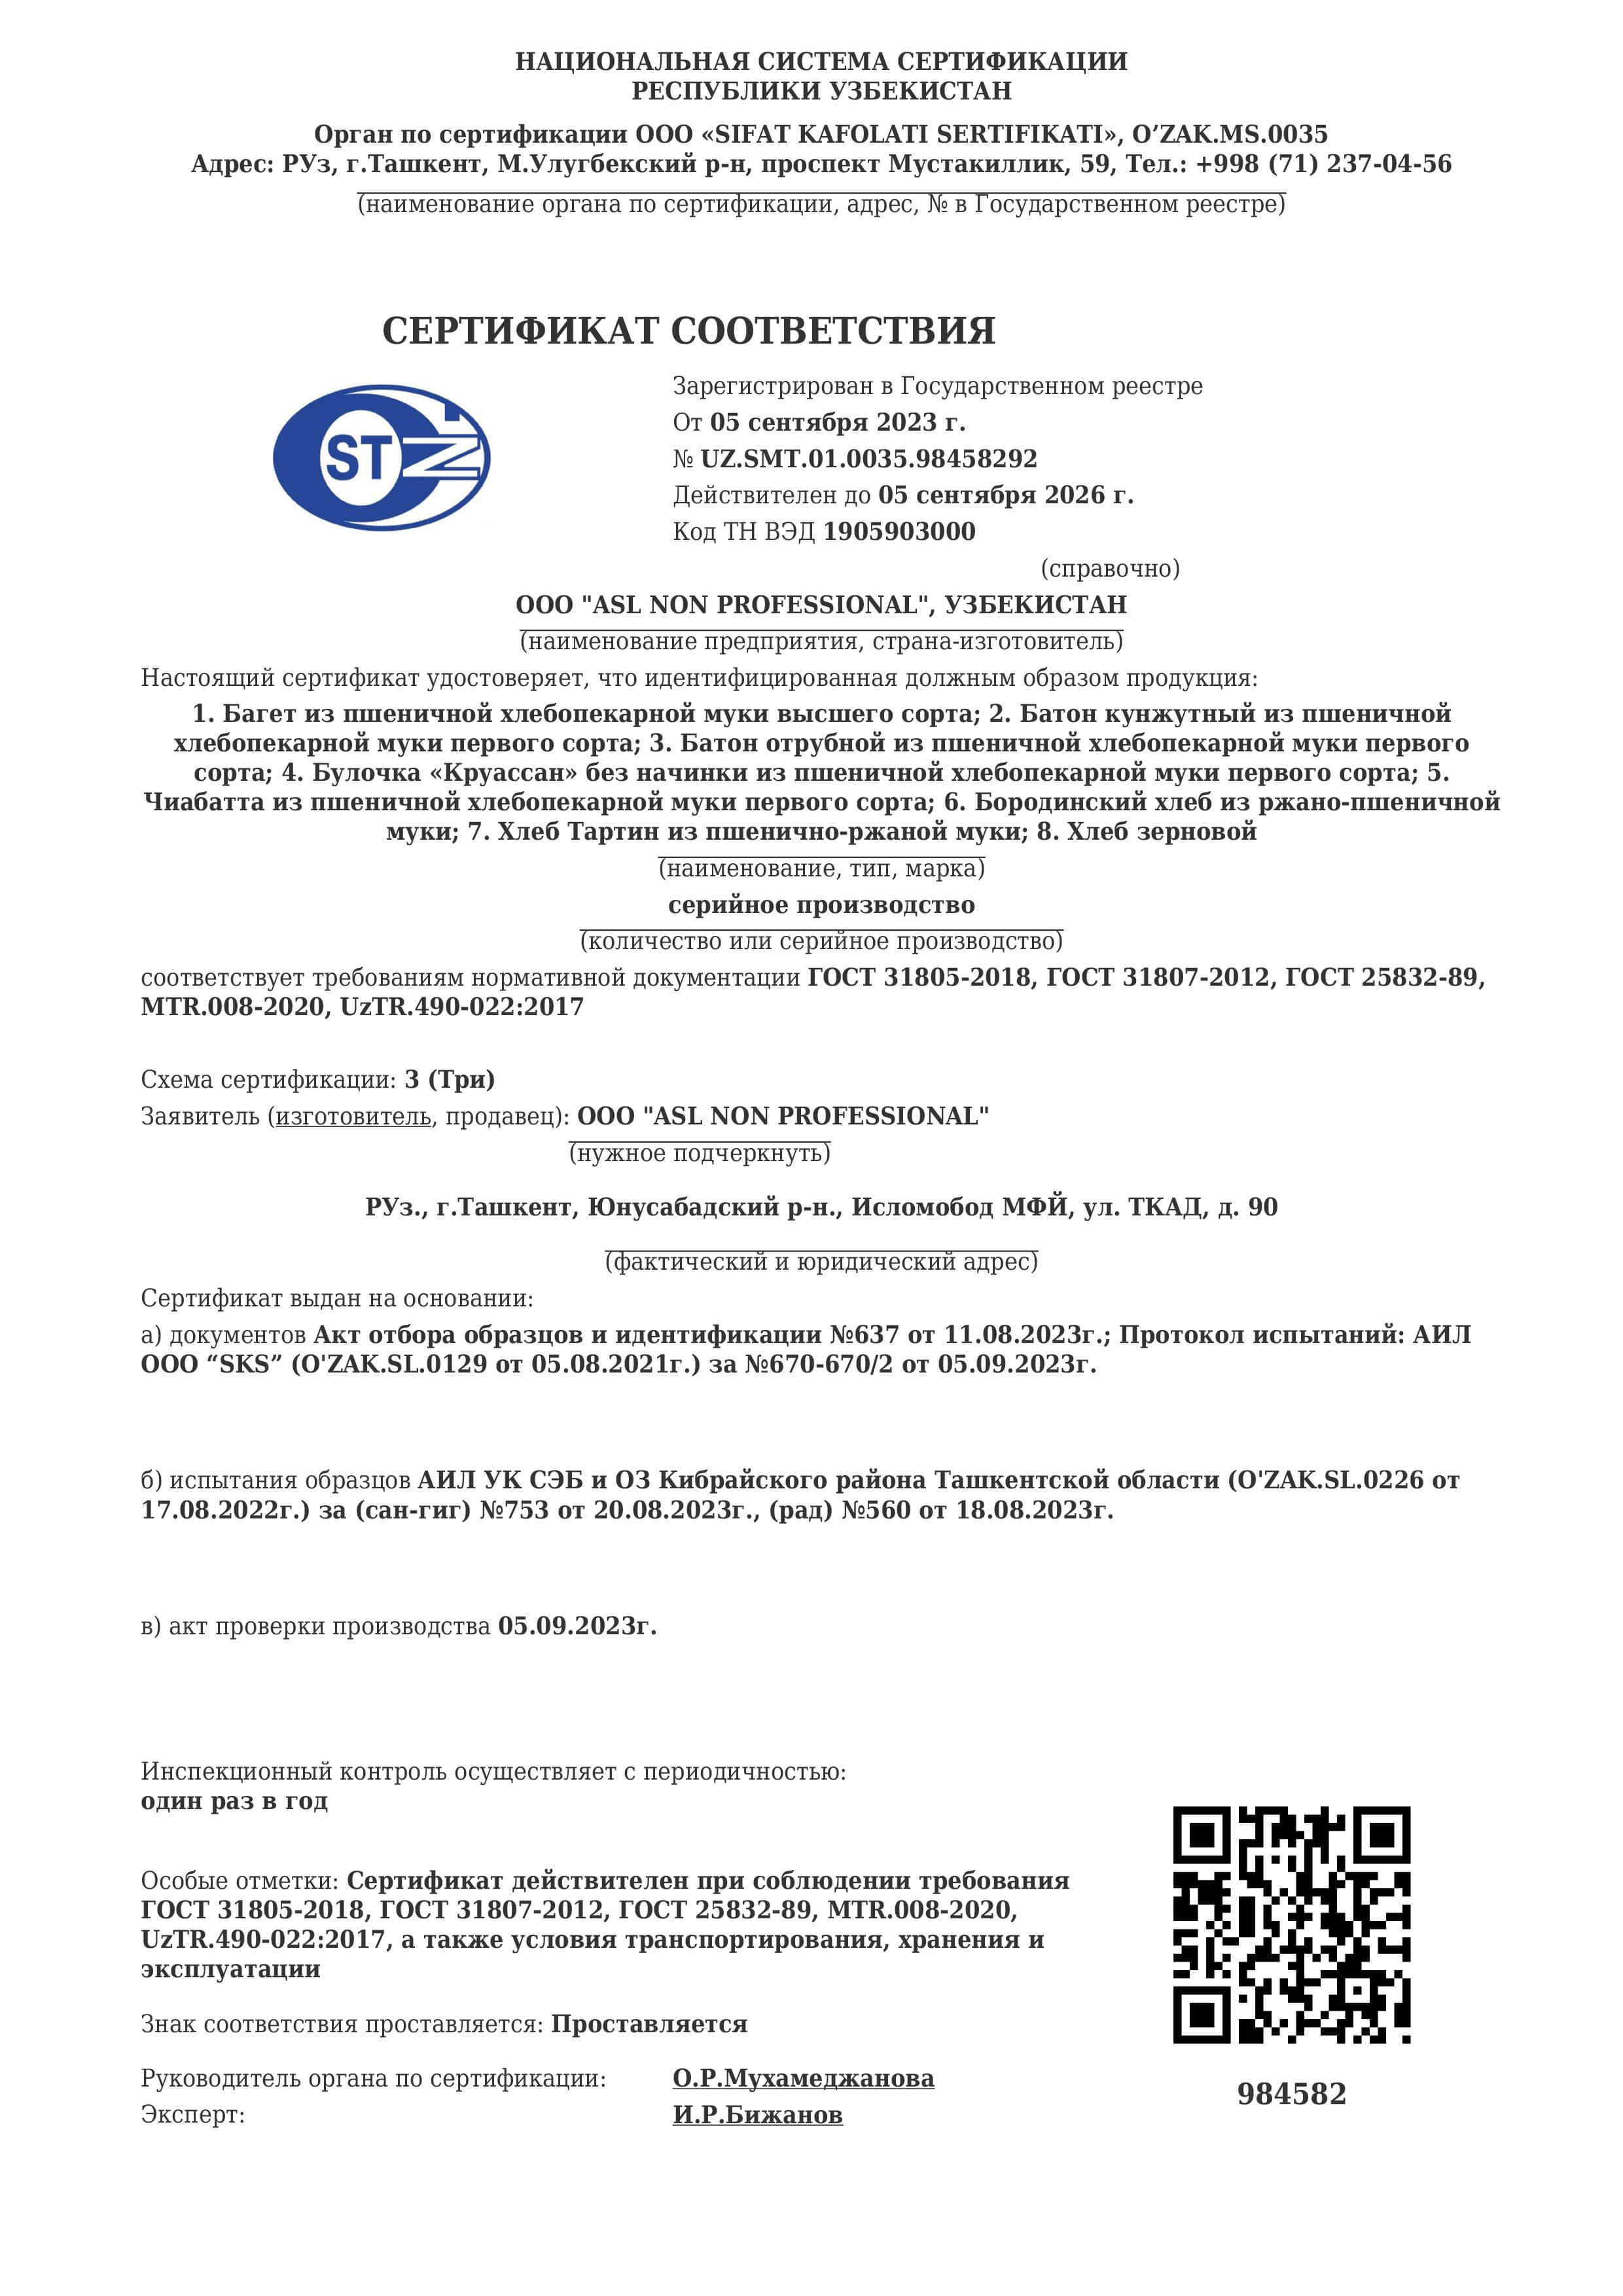 НАЦИОНАЛЬНАЯ СИСТЕМА СЕРТИФИКАЦИИ
РЕСПУБЛИКИ УЗБЕКИСТАН
Орган по сертификации ООО «SIFAT KAFOLATI SERTIFIKATI», O’ZAK.MS.0035
Адрес: РУз, г.Ташкент, М.Улугбекский р-н, проспект Мустакиллик, 59, Тел.: +998 (71) 237-04-56
(наименование органа по сертификации, адрес, № в Государственном реестре)
СЕРТИФИКАТ СООТВЕТСТВИЯ
ST
Зарегистрирован в Государственном реестре
От 05 сентября 2023 г.
№ UZ.SMT.01.0035.98458292
Действителен до 05 сентября 2026 г.
Код ТН ВЭД 1905903000
(справочно)
ООО "ASL NON PROFESSIONAL", УЗБЕКИСТАН
(наименование предприятия, страна-изготовитель)
Настоящий сертификат удостоверяет, что идентифицированная должным образом продукция:
1. Багет из пшеничной хлебопекарной муки высшего сорта; 2. Батон кунжутный из пшеничной
хлебопекарной муки первого сорта; 3. Батон отрубной из пшеничной хлебопекарной муки первого
сорта; 4. Булочка «Круассан» без начинки из пшеничной хлебопекарной муки первого сорта; 5.
Чиабатта из пшеничной хлебопекарной муки первого сорта; 6. Бородинский хлеб из ржано-пшеничной
муки; 7. Хлеб Тартин из пшенично-ржаной муки; 8. Хлеб зерновой
(наименование, тип, марка)
серийное производство
(количество или серийное производство)
соответствует требованиям нормативной документации ГОСТ 31805-2018, ГОСТ 31807-2012, ГОСТ 25832-89,
MTR.008-2020, UzTR.490-022:2017
Схема сертификации: 3 (Три)
Заявитель (изготовитель, продавец): ООО "ASL NON PROFESSIONAL"
(нужное подчеркнуть)
РУз., г.Ташкент, Юнусабадский р-н., Исломобод МФЙ, ул. ТКАД, д. 90
(фактический и юридический адрес)
Сертификат выдан на основании:
а) документов Акт отбора образцов и идентификации №637 от 11.08.2023г.; Протокол испытаний: АИЛ
ООО “SKS” (O'ZAK.SL.0129 от 05.08.2021г.) за №670-670/2 от 05.09.2023г.
б) испытания образцов АИЛ УК СЭБ и ОЗ Кибрайского района Ташкентской области (O'ZAK.SL.0226 от
17.08.2022г.) за (сан-гиг) №753 от 20.08.2023г., (рад) №560 от 18.08.2023г.
в) акт проверки производства 05.09.2023г.
Инспекционный контроль осуществляет с периодичностью:
один раз в год
Особые отметки: Сертификат действителен при соблюдении требования
ГОСТ 31805-2018, ГОСТ 31807-2012, ГОСТ 25832-89, MTR.008-2020,
UzTR.490-022:2017, а также условия транспортирования, хранения и
эксплуатации
Знак соответствия проставляется: Проставляется
Руководитель органа по сертификации: О.Р.Мухамеджанова
Эксперт: И.Р.Бижанов
984582